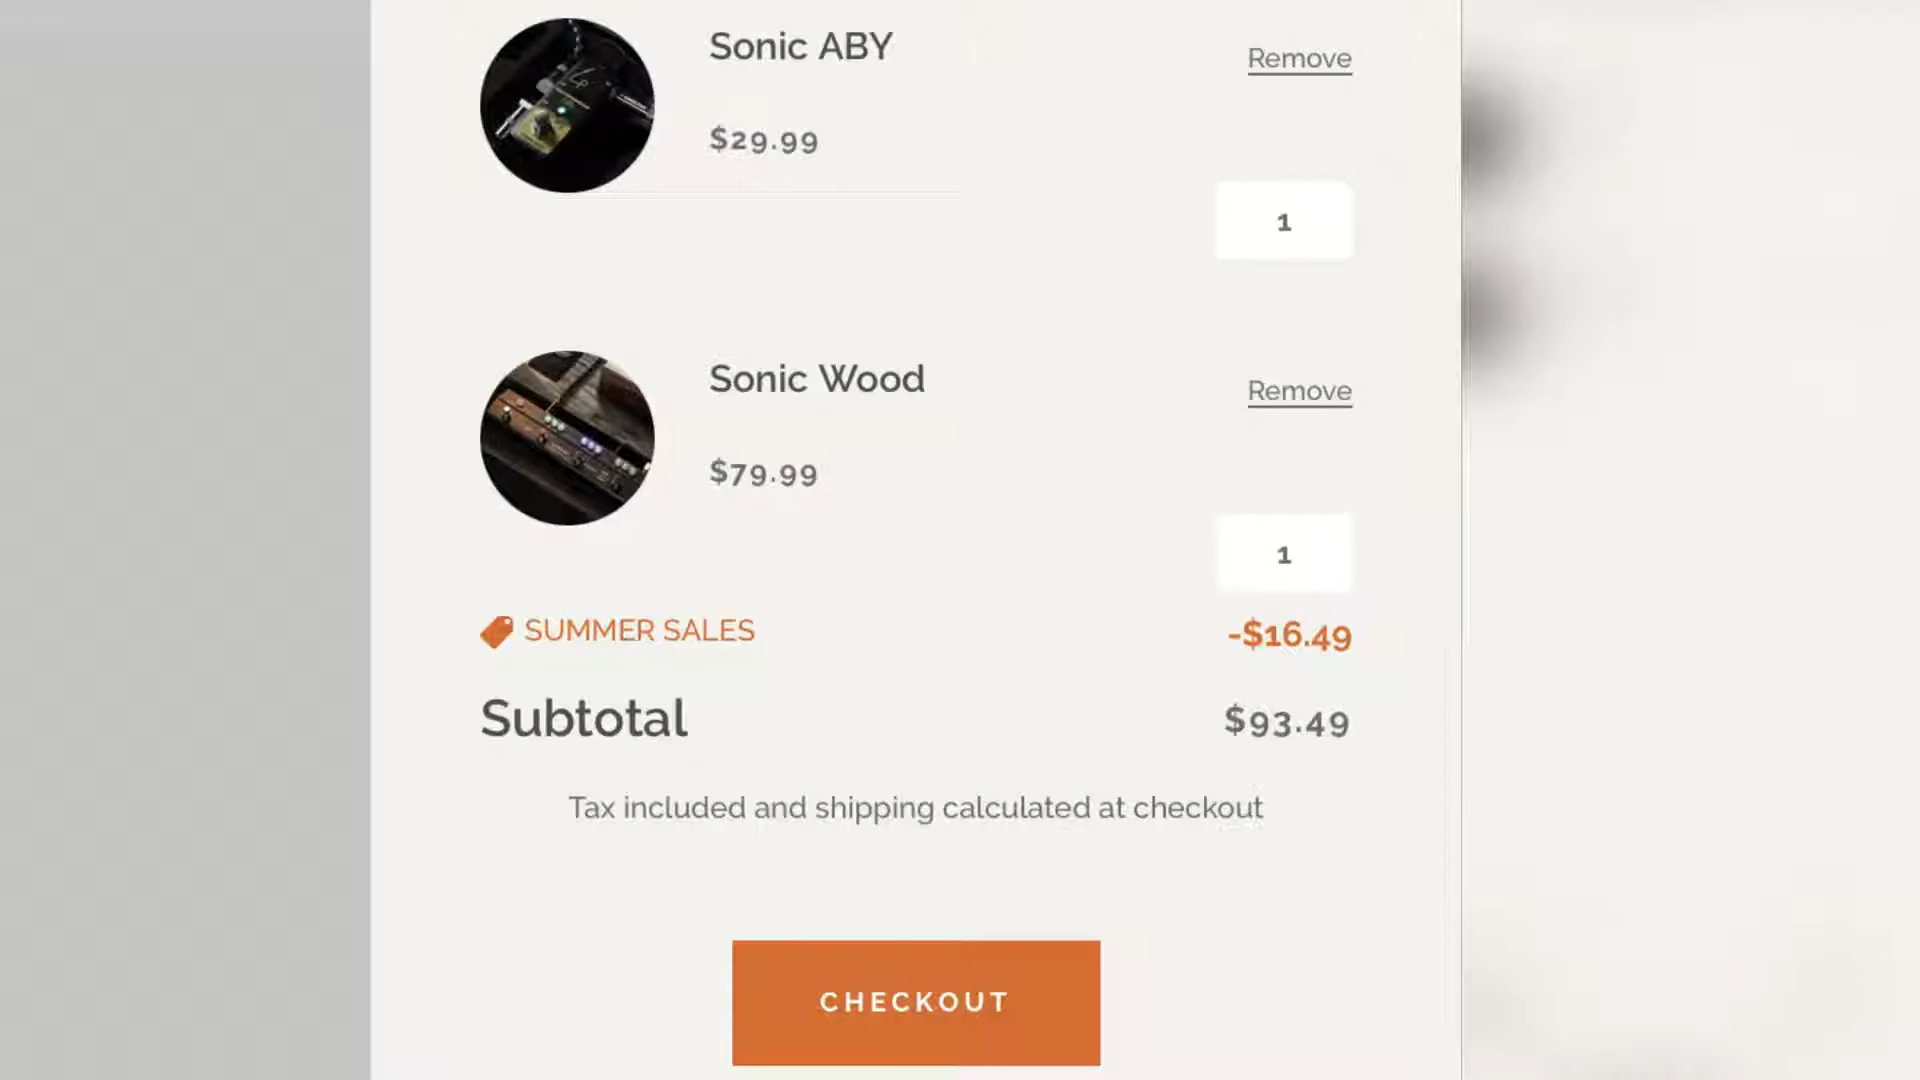 Sonic ABY
Remove
$29.99
1
Sonic Wood
Remove
$79.99
1
SUMMER SALES
-$16.49
Subtotal
$93.49
Tax included and shipping calculated at checkout
CHECKOUT